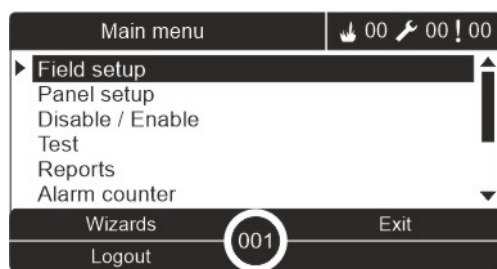 Main menu 00 00 ! 00
Field setup
Panel setup
Disable / Enable
Test
Reports
Alarm counter
Wizards Exit
001
Logout